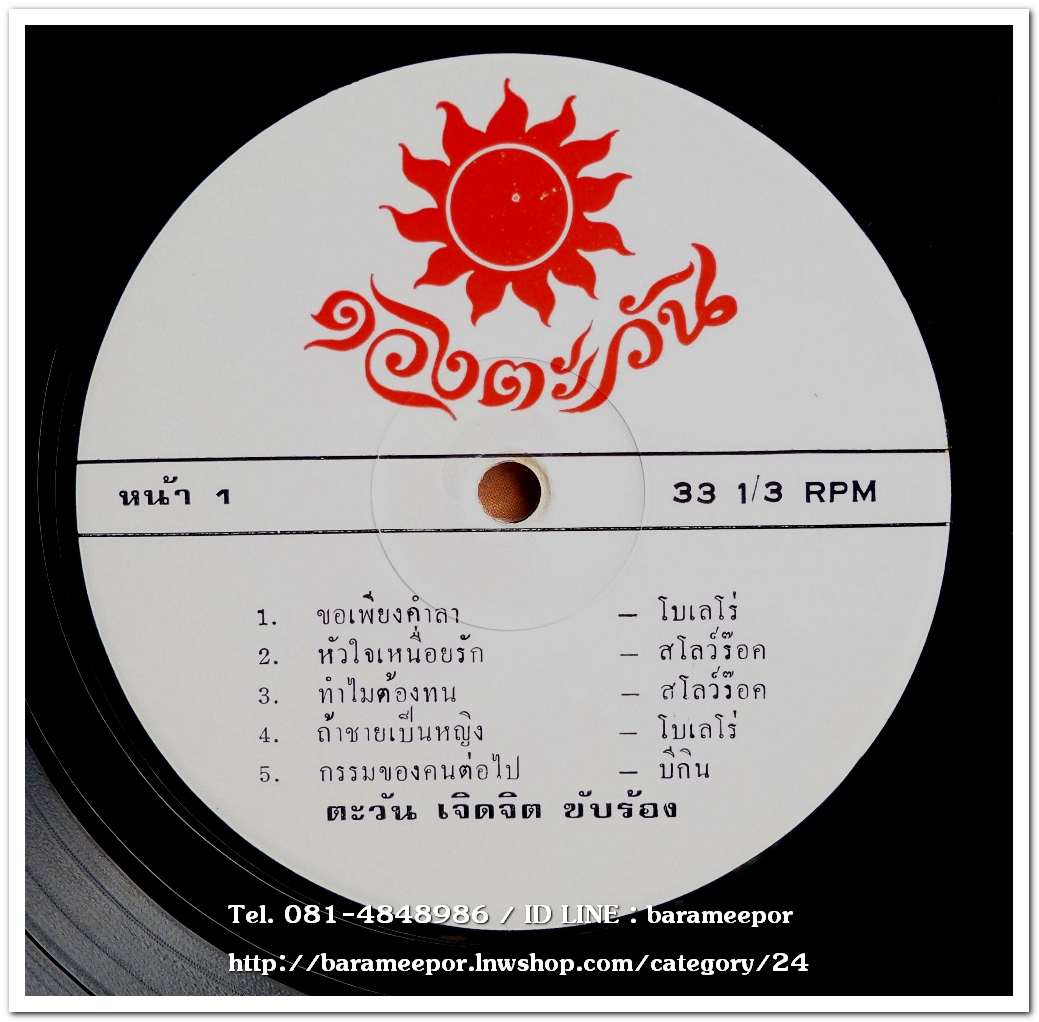 ดวงตะวัน
หน้า 1 33 1/3 RPM
1. ขอเพียงคำลา — โบเลโร่
2. หัวใจเหนื่อยรัก — สโลว์ร๊อค
3. ทำไมต้องทน — สโลว์ร๊อค
4. ถ้าชายเป็นหญิง — โบเลโร่
5. กรรมของคนต่อไป — บีกิน
ตะวัน เจิดจิต ขับร้อง
Tel. 081-4848986 / ID LINE : barameepor
http://barameepor.lnwshop.com/category/24